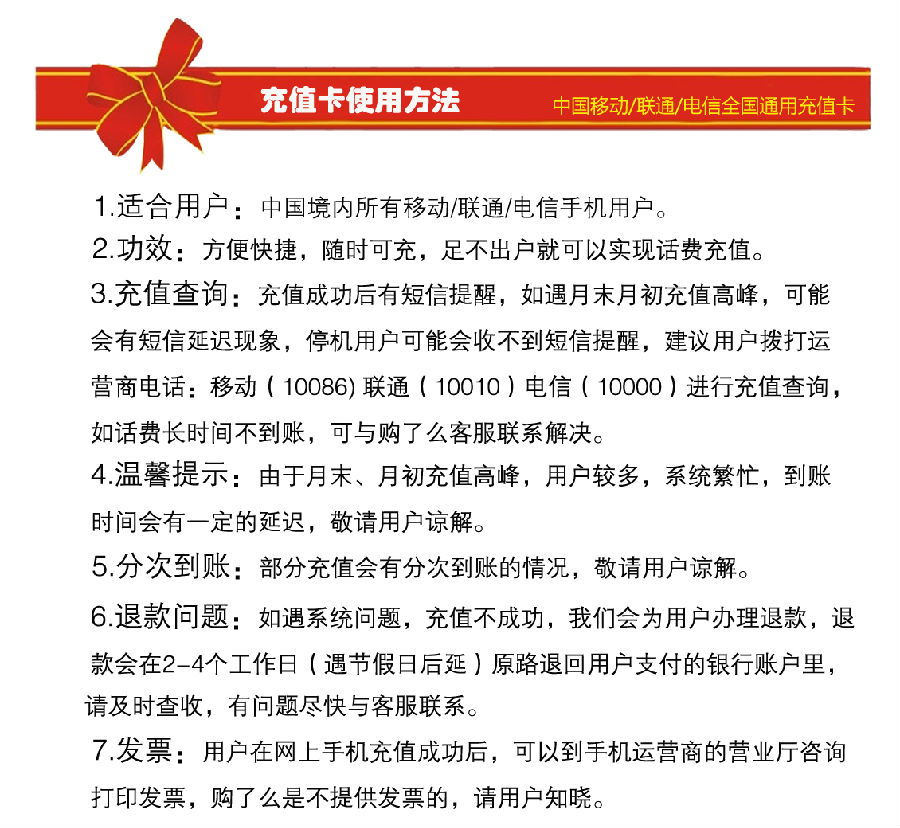 充值卡使用方法
中国移动/联通/电信全国通用充值卡
1.适合用户：中国境内所有移动/联通/电信手机用户。
2.功效：方便快捷，随时可充，足不出户就可以实现话费充值。
3.充值查询：充值成功后有短信提醒，如遇月末月初充值高峰，可能
会有短信延迟现象，停机用户可能会收不到短信提醒，建议用户拨打运
营商电话：移动（10086) 联通（10010）电信（10000）进行充值查询，
如话费长时间不到账，可与购了么客服联系解决。
4.温馨提示：由于月末、月初充值高峰，用户较多，系统繁忙，到账
时间会有一定的延迟，敬请用户谅解。
5.分次到账：部分充值会有分次到账的情况，敬请用户谅解。
6.退款问题：如遇系统问题，充值不成功，我们会为用户办理退款，退
款会在2-4个工作日（遇节假日后延）原路退回用户支付的银行账户里，
请及时查收，有问题尽快与客服联系。
7.发票：用户在网上手机充值成功后，可以到手机运营商的营业厅咨询
打印发票，购了么是不提供发票的，请用户知晓。